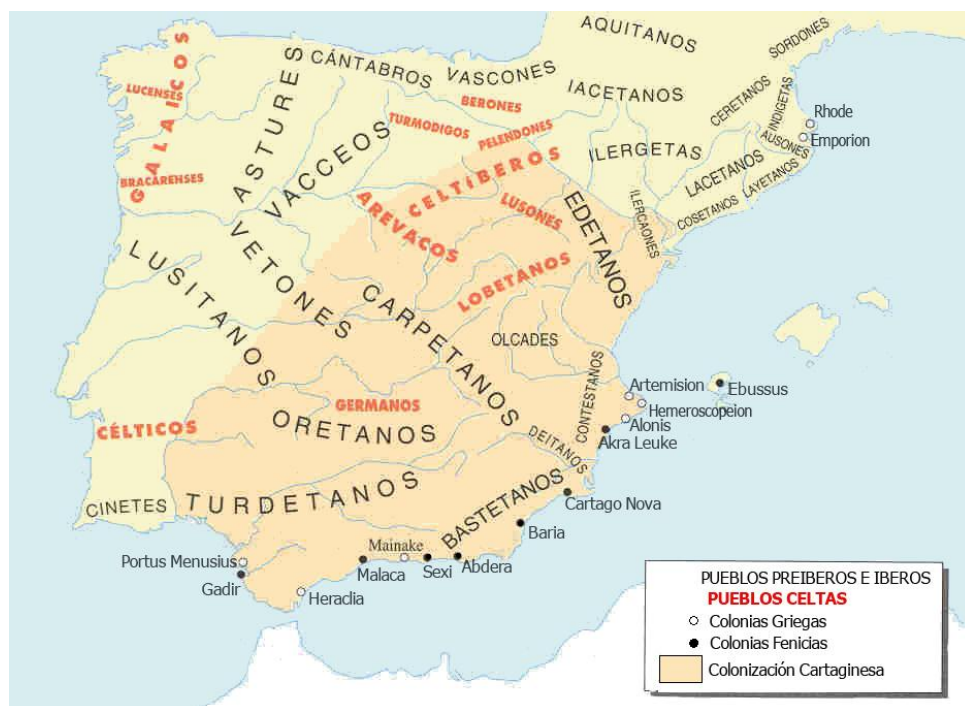 AQUITANOS
SORDONES
CÁNTABROS
VASCONES
GALAICOS
LUCENSES
ASTURES
IACETANOS
CERETANOS
INDIGETAS
BERONES
TURMODIGOS
Rhode
PELENDONES
AUSONES
Emporion
VACCEOS
ILERGETAS
LACETANOS
LAYETANOS
BRACARENSES
CELTIBEROS
AREVACOS
LUSONES
EDETANOS
ILERCAONES
COSETANOS
VETONES
LUSITANOS
LOBETANOS
CARPETANOS
OLCADES
Artemision
Ebussus
Hemeroscopeion
CONTESTANOS
Alonis
GERMANOS
CÉLTICOS
ORETANOS
DEITANOS
Akra Leuke
TURDETANOS
CINETES
BASTETANOS
Cartago Nova
Baria
Mainake
Portus Menusius
Gadir
Malaca
Sexi
Abdera
Heraclia
PUEBLOS PREIBEROS E IBEROS
PUEBLOS CELTAS
Colonias Griegas
Colonias Fenicias
Colonización Cartaginesa